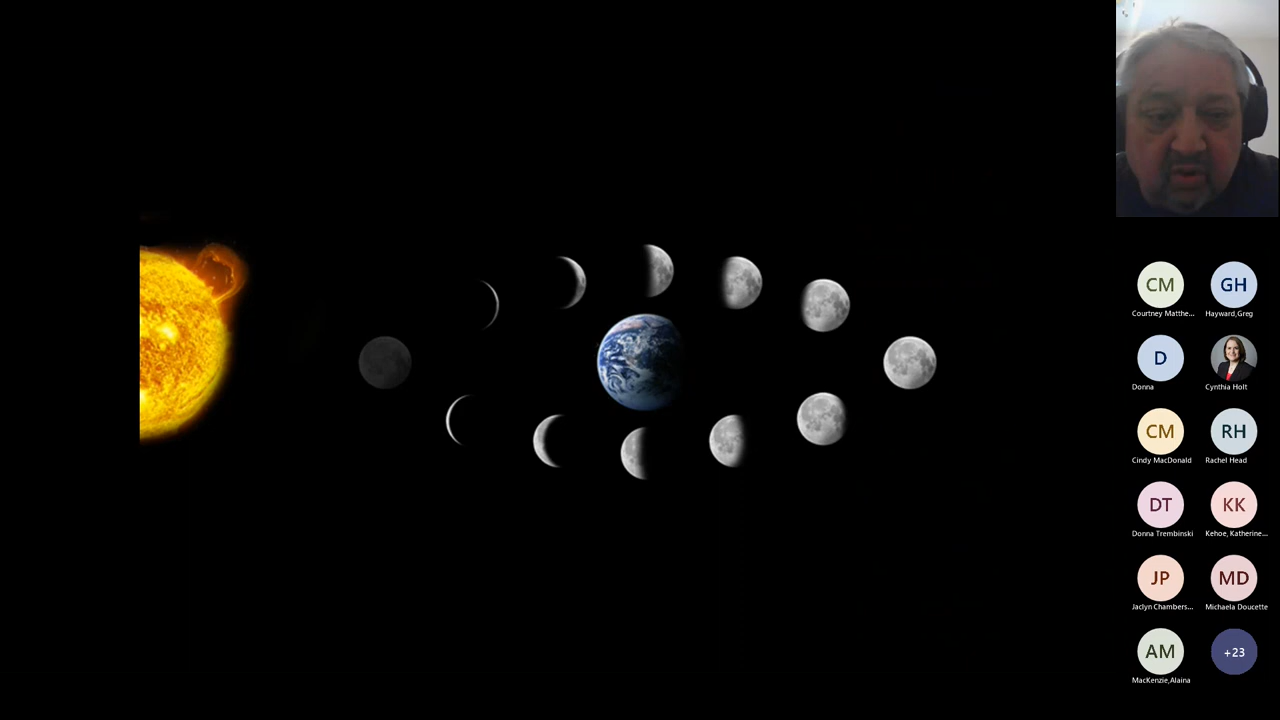 CM
GH
Courtney Matthe...
Hayward,Greg
D
Donna
Cynthia Holt
CM
RH
Cindy MacDonald
Rachel Head
DT
KK
Donna Trembinski
Kehoe, Katherine...
JP
MD
Jaclyn Chambers...
Michaela Doucette
AM
+23
MacKenzie,Alaina